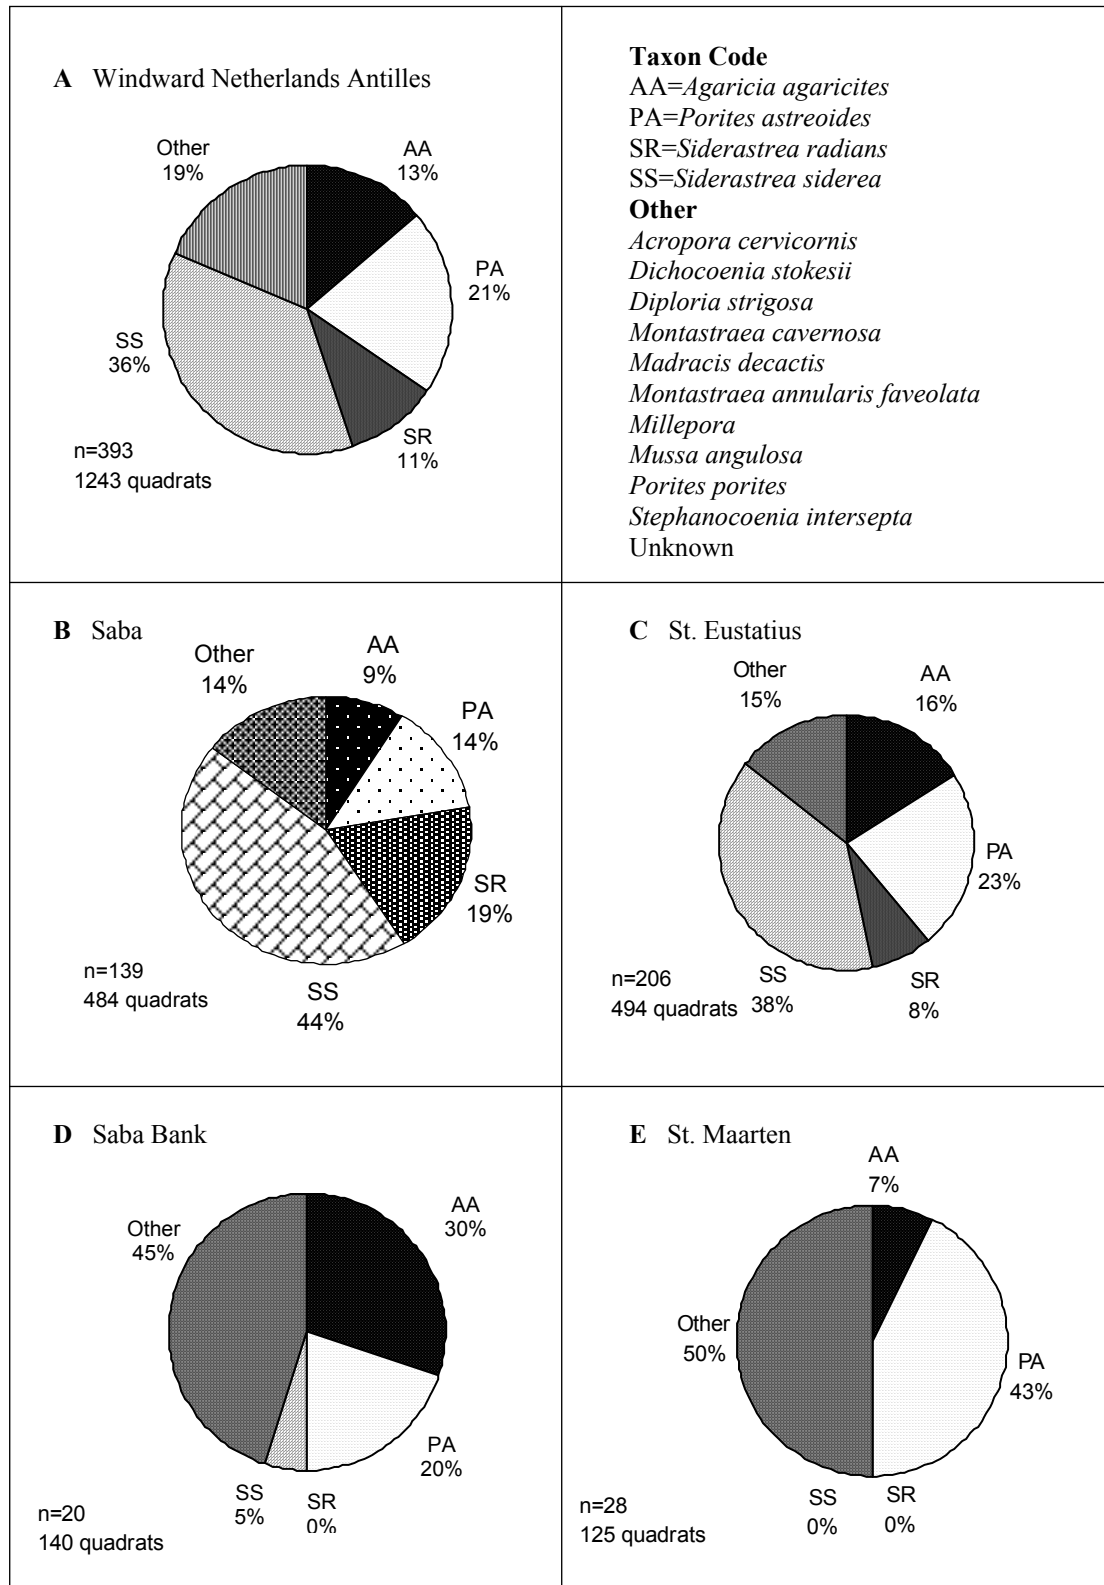 A Windward Netherlands Antilles
Other
19%
AA
13%
PA
21%
SS
36%
SR
11%
n=393
1243 quadrats
Taxon Code
AA=Agaricia agaricites
PA=Porites astreoides
SR=Siderastrea radians
SS=Siderastrea siderea
Other
Acropora cervicornis
Dichocoenia stokesii
Diploria strigosa
Montastraea cavernosa
Madracis decactis
Montastraea annularis faveolata
Millepora
Mussa angulosa
Porites porites
Stephanocoenia intersepta
Unknown
B Saba
Other
14%
AA
9%
PA
14%
SR
19%
n=139
484 quadrats
SS
44%
C St. Eustatius
Other
15%
AA
16%
PA
23%
SS
38%
SR
8%
n=206
494 quadrats
D Saba Bank
Other
45%
AA
30%
PA
20%
SS
5%
SR
0%
n=20
140 quadrats
E St. Maarten
AA
7%
Other
50%
PA
43%
SS
0%
SR
0%
n=28
125 quadrats